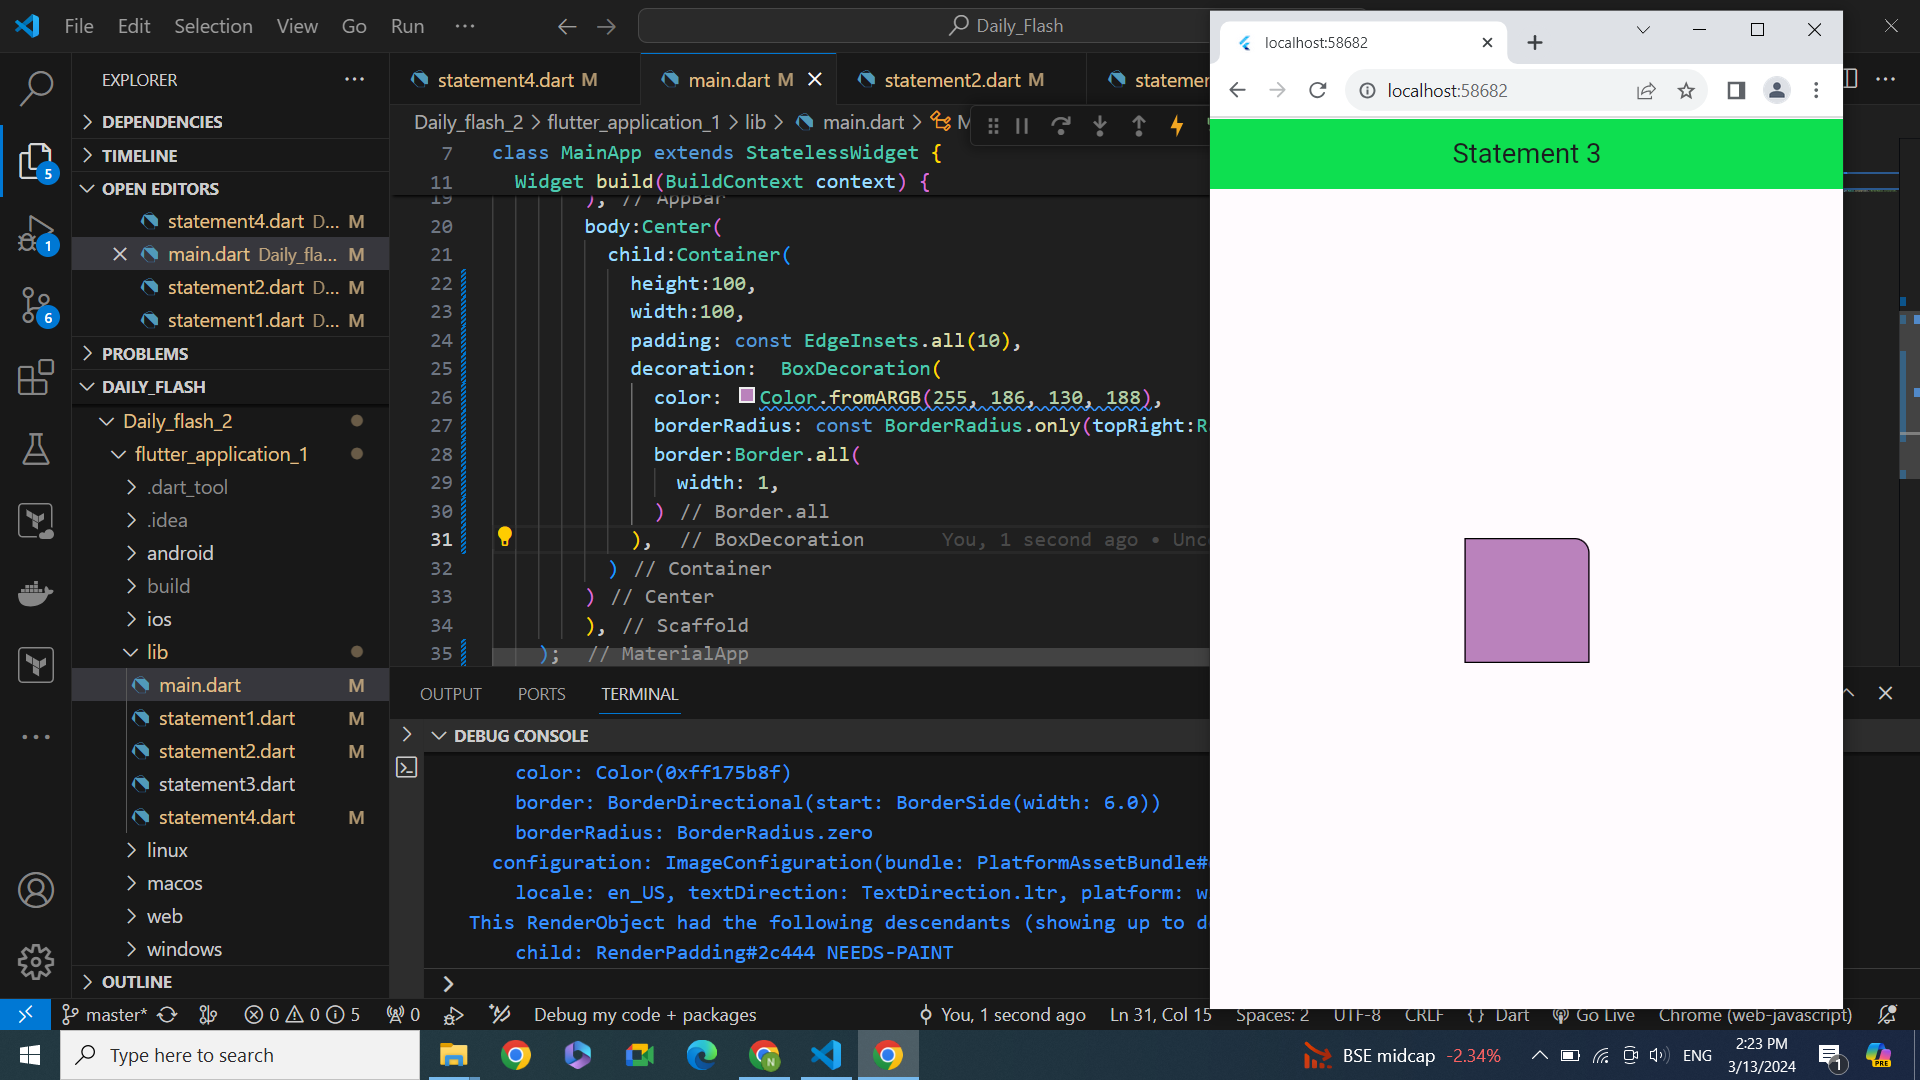 File Edit Selection View Go Run ··· Daily_Flash
EXPLORER
DEPENDENCIES
TIMELINE
OPEN EDITORS
statement4.dart D... M
main.dart Daily_fla... M
statement2.dart D... M
statement1.dart D... M
PROBLEMS
DAILY_FLASH
Daily_flash_2
flutter_application_1
.dart_tool
.idea
android
build
ios
lib
main.dart M
statement1.dart M
statement2.dart M
statement3.dart
statement4.dart M
linux
macos
web
windows
OUTLINE
5
1
6
statement4.dart M main.dart M statement2.dart M statemer
Daily_flash_2 > flutter_application_1 > lib > main.dart > M
7 class MainApp extends StatelessWidget {
11 Widget build(BuildContext context) {
19 ), // AppBar
20 body:Center(
21 child:Container(
22 height:100,
23 width:100,
24 padding: const EdgeInsets.all(10),
25 decoration:  BoxDecoration(
26 color: Color.fromARGB(255, 186, 130, 188),
27 borderRadius: const BorderRadius.only(topRight:R
28 border:Border.all(
29 width: 1,
30 ) // Border.all
31 ), // BoxDecoration You, 1 second ago • Unc
32 ) // Container
33 ) // Center
34 ), // Scaffold
35 ); // MaterialApp
OUTPUT PORTS TERMINAL
DEBUG CONSOLE
color: Color(0xff175b8f)
border: BorderDirectional(start: BorderSide(width: 6.0))
borderRadius: BorderRadius.zero
configuration: ImageConfiguration(bundle: PlatformAssetBundle#
locale: en_US, textDirection: TextDirection.ltr, platform: w
This RenderObject had the following descendants (showing up to d
child: RenderPadding#2c444 NEEDS-PAINT
localhost:58682
localhost:58682
Statement 3
master* 0 0 5 0 Debug my code + packages You, 1 second ago Ln 31, Col 15 Spaces: 2 UTF-8 CRLF {} Dart Go Live Chrome (web-javascript)
Type here to search
N
BSE midcap -2.34%
ENG
2:23 PM
3/13/2024
1
PRE